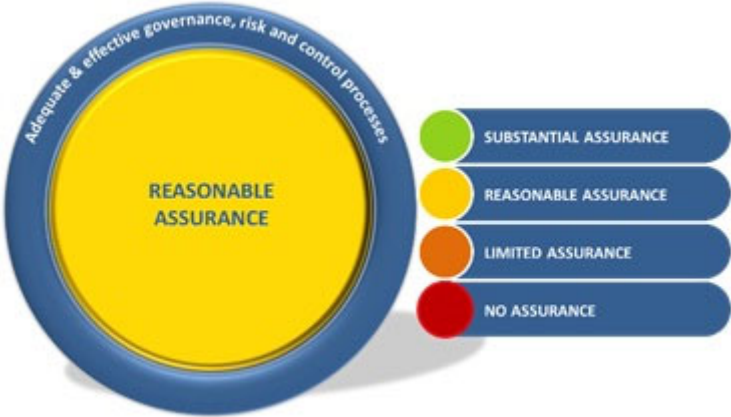 Adequate & effective governance, risk and control processes
REASONABLE
ASSURANCE
SUBSTANTIAL ASSURANCE
REASONABLE ASSURANCE
LIMITED ASSURANCE
NO ASSURANCE